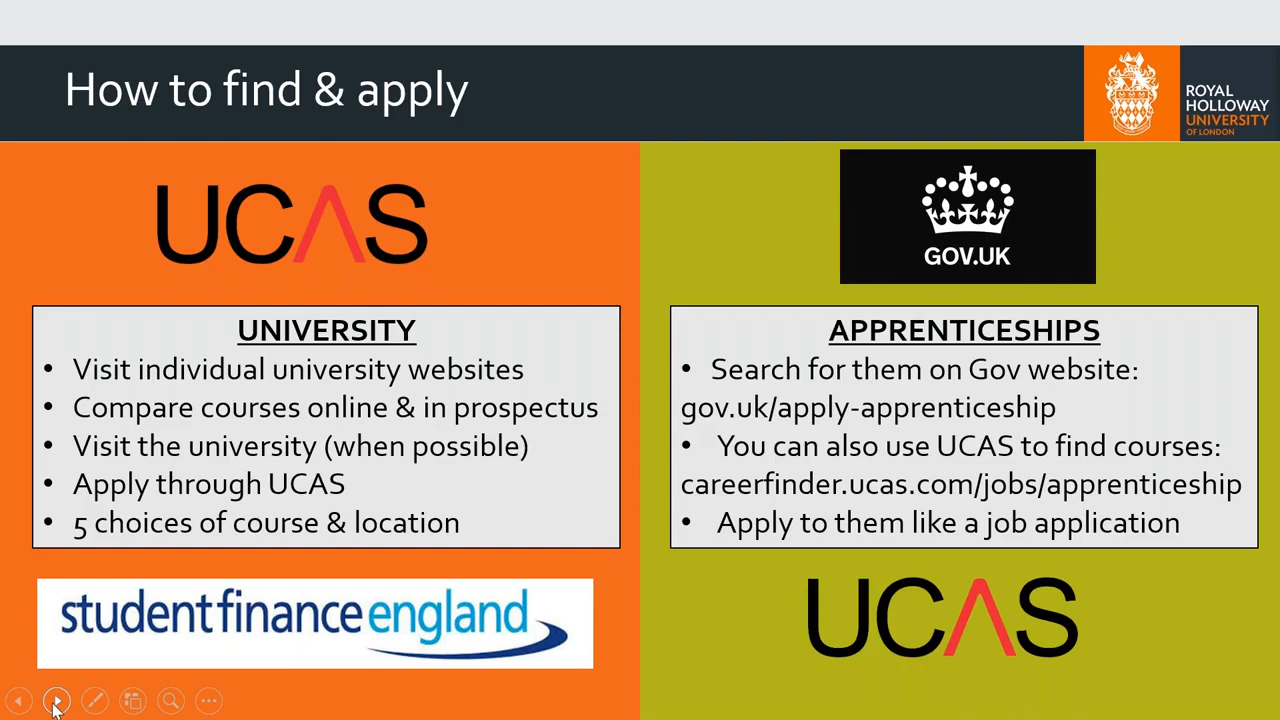 How to find & apply
ROYAL
HOLLOWAY
UNIVERSITY
OF LONDON
UCAS
UNIVERSITY
• Visit individual university websites
• Compare courses online & in prospectus
• Visit the university (when possible)
• Apply through UCAS
• 5 choices of course & location
studentfinanceengland
GOV.UK
APPRENTICESHIPS
• Search for them on Gov website:
gov.uk/apply-apprenticeship
• You can also use UCAS to find courses:
careerfinder.ucas.com/jobs/apprenticeship
• Apply to them like a job application
UCAS